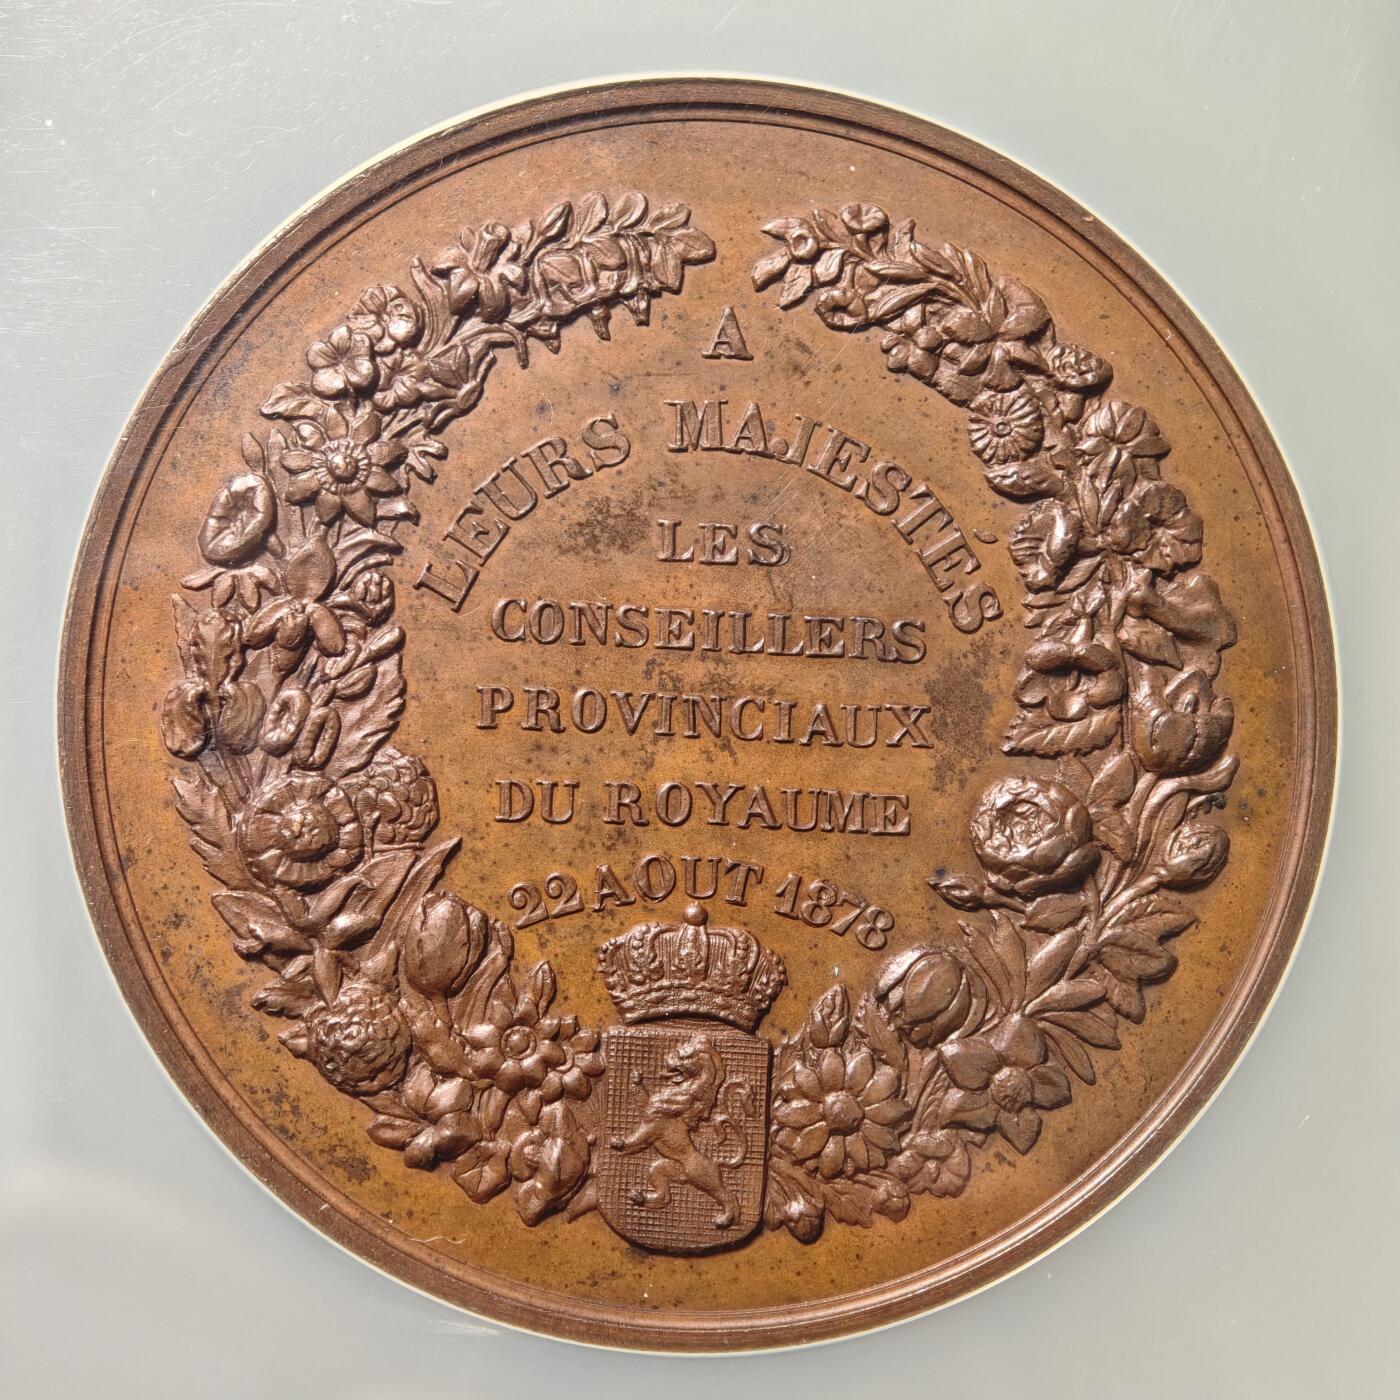 A
LEURS MAJESTÉS
LES
CONSEILLERS
PROVINCIAUX
DU ROYAUME
22 AOUT 1878